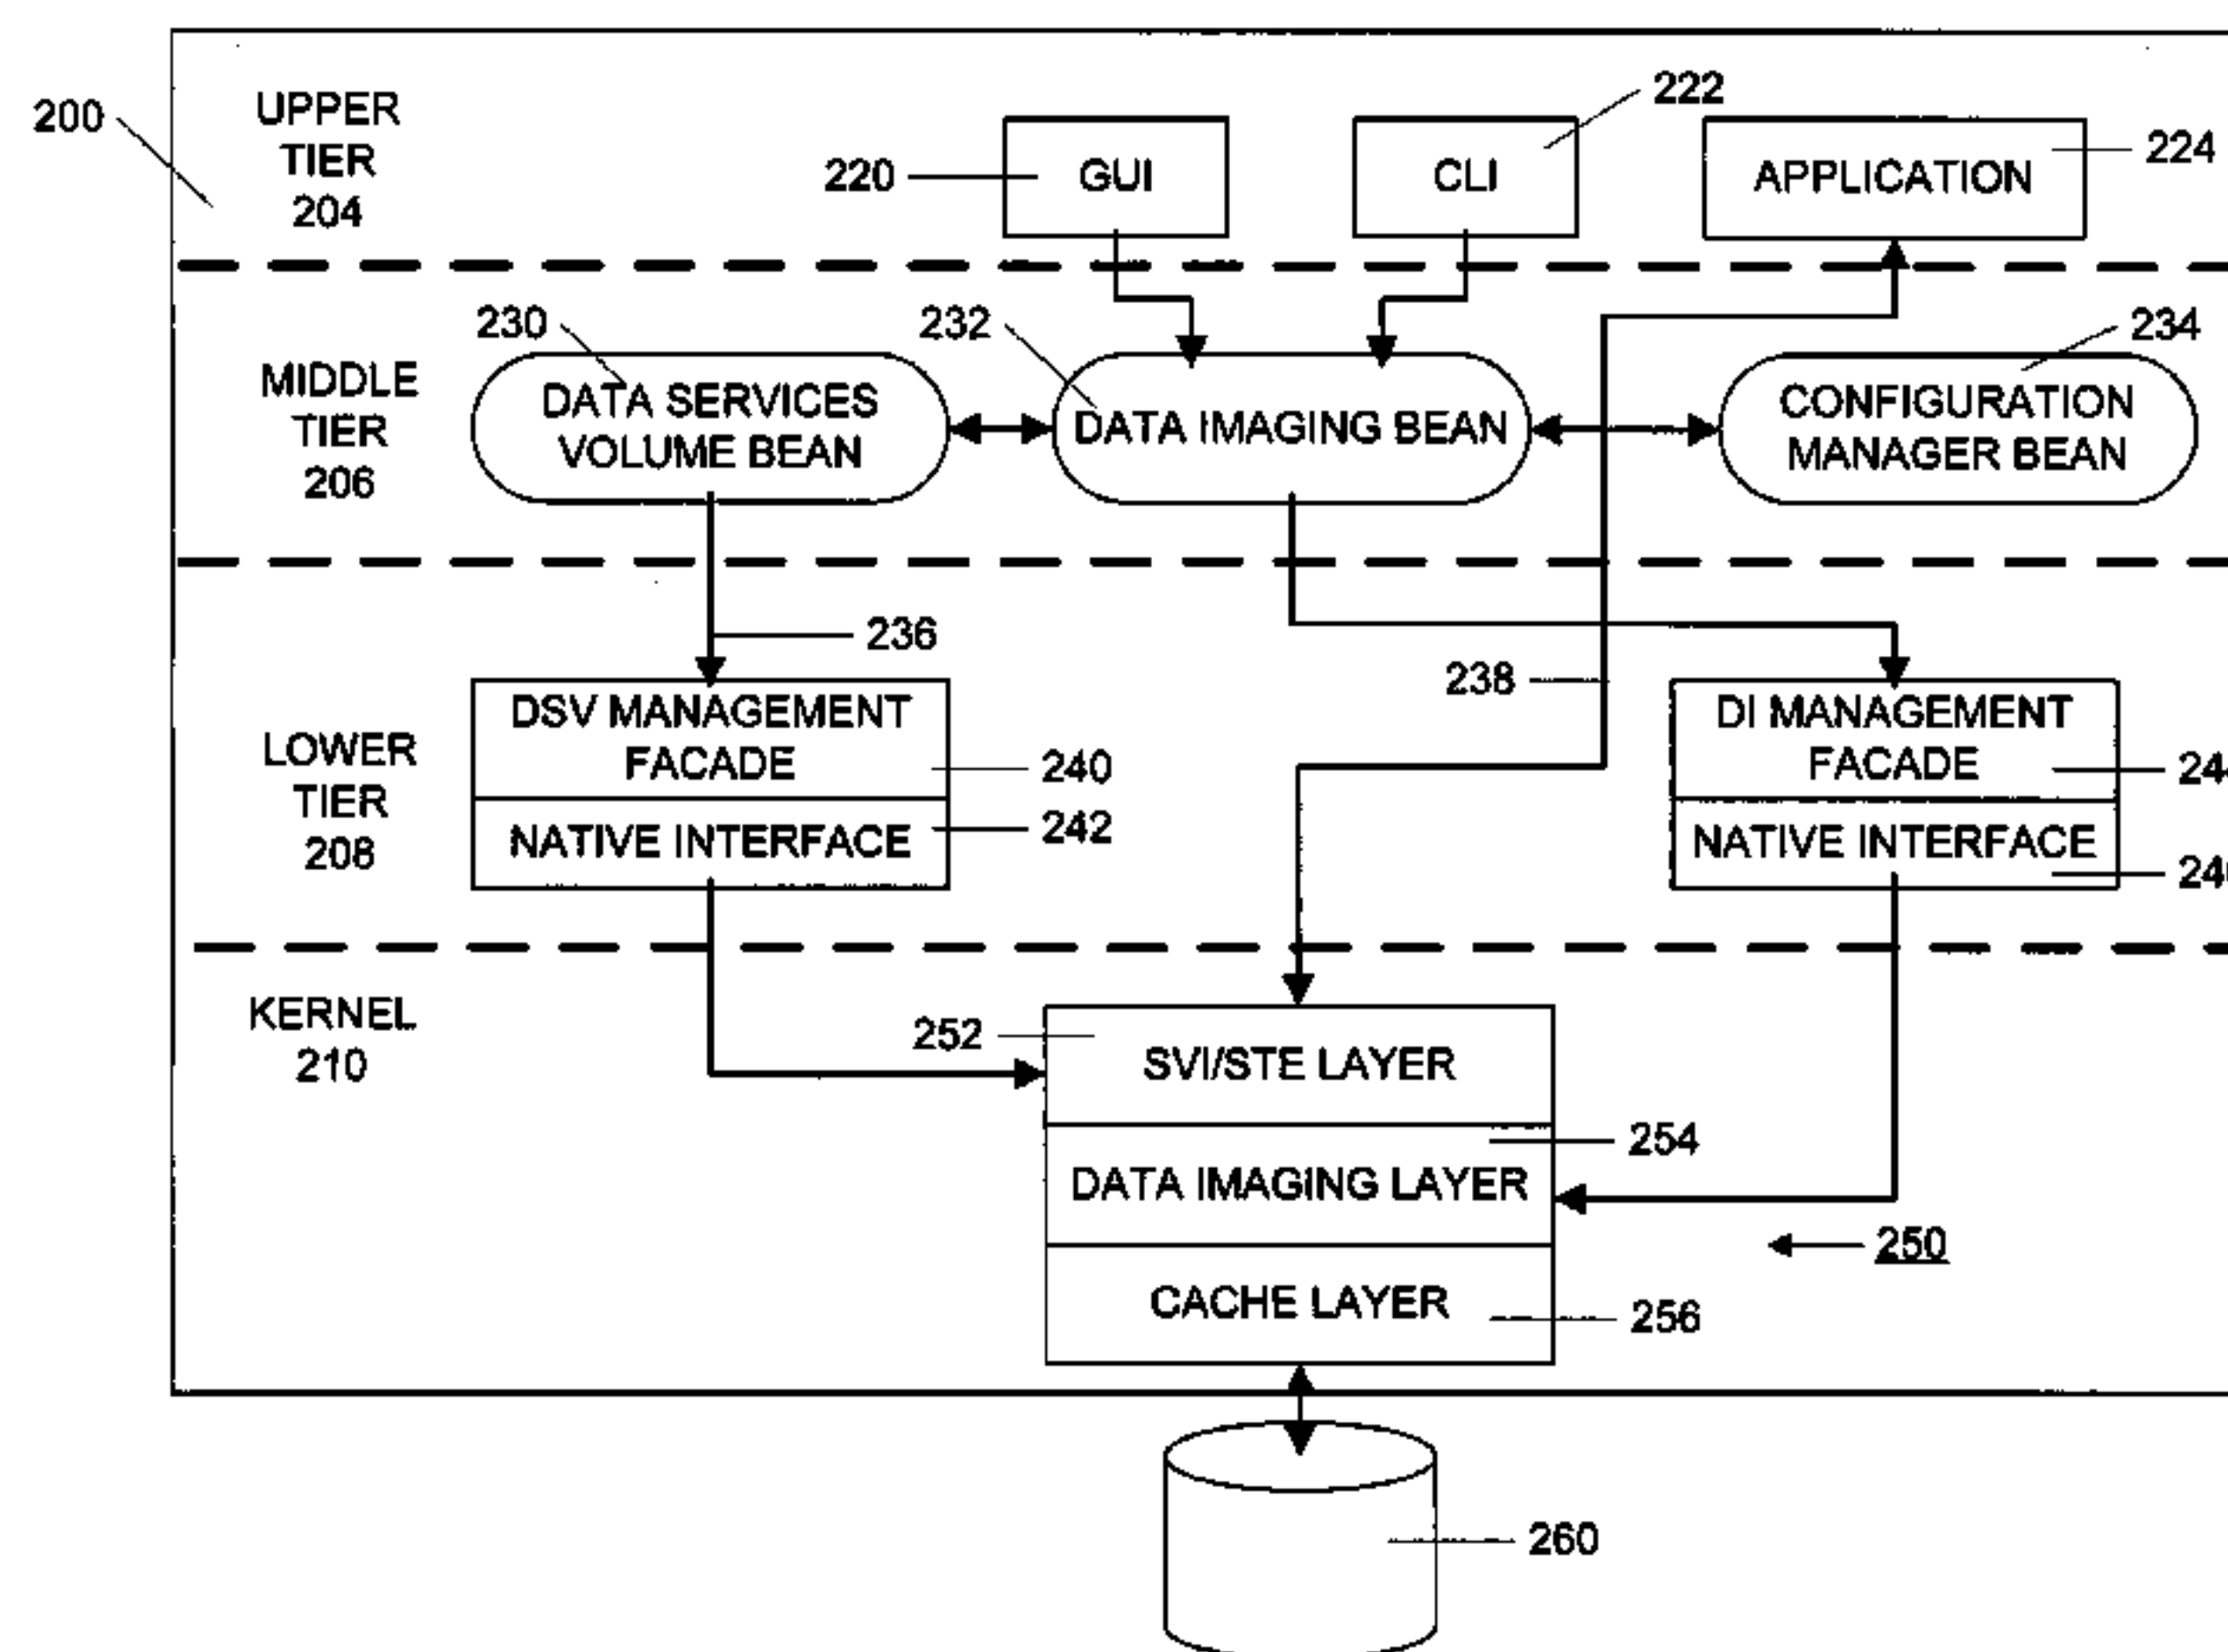 200
UPPER
TIER
204
220
GUI
CLI
222
APPLICATION
224
MIDDLE
TIER
206
230
DATA SERVICES
VOLUME BEAN
232
DATA IMAGING BEAN
234
CONFIGURATION
MANAGER BEAN
236
238
LOWER
TIER
208
DSV MANAGEMENT
FACADE
240
NATIVE INTERFACE
242
DI MANAGEMENT
FACADE
NATIVE INTERFACE
KERNEL
210
252
SVI/STE LAYER
254
DATA IMAGING LAYER
250
CACHE LAYER
256
260